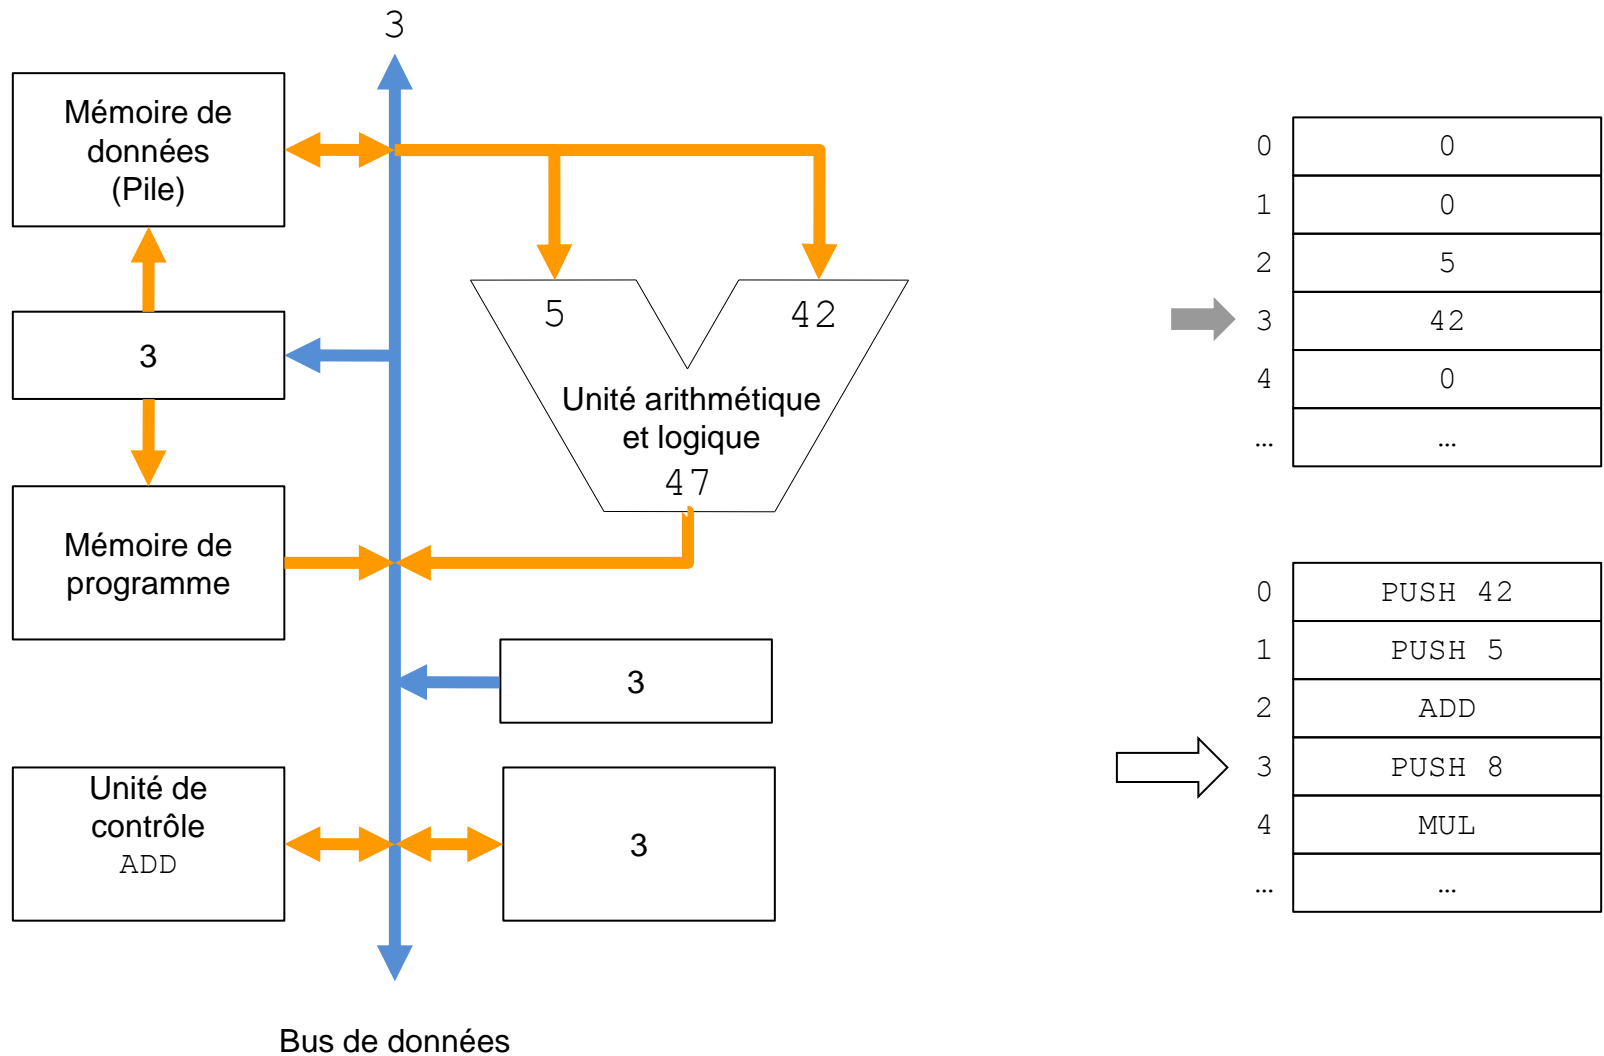 3
Mémoire de
données
(Pile)
3
Mémoire de
programme
Unité de
contrôle
ADD
5
42
Unité arithmétique
et logique
47
3
3
Bus de données
0 0
1 0
2 5
3 42
4 0
... ...
0 PUSH 42
1 PUSH 5
2 ADD
3 PUSH 8
4 MUL
... ...